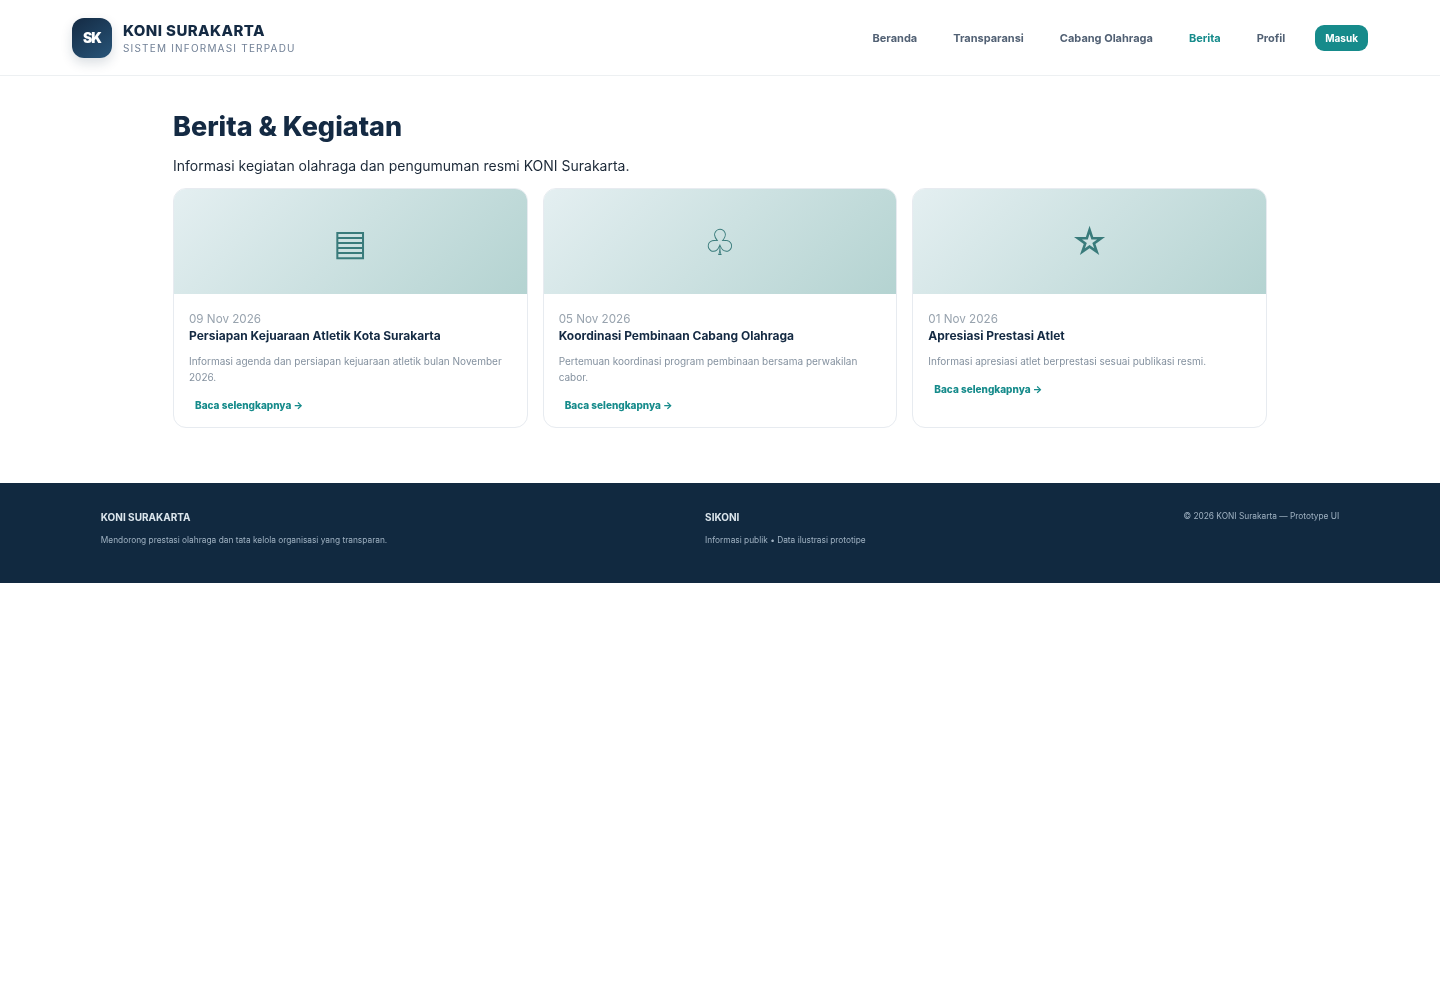 SK
KONI SURAKARTA
SISTEM INFORMASI TERPADU
Beranda
Transparansi
Cabang Olahraga
Berita
Profil
Masuk
Berita & Kegiatan
Informasi kegiatan olahraga dan pengumuman resmi KONI Surakarta.
09 Nov 2026
Persiapan Kejuaraan Atletik Kota Surakarta
Informasi agenda dan persiapan kejuaraan atletik bulan November
2026.
Baca selengkapnya →
05 Nov 2026
Koordinasi Pembinaan Cabang Olahraga
Pertemuan koordinasi program pembinaan bersama perwakilan
cabor.
Baca selengkapnya →
01 Nov 2026
Apresiasi Prestasi Atlet
Informasi apresiasi atlet berprestasi sesuai publikasi resmi.
Baca selengkapnya →
KONI SURAKARTA
Mendorong prestasi olahraga dan tata kelola organisasi yang transparan.
SIKONI
Informasi publik • Data ilustrasi prototipe
© 2026 KONI Surakarta — Prototype UI